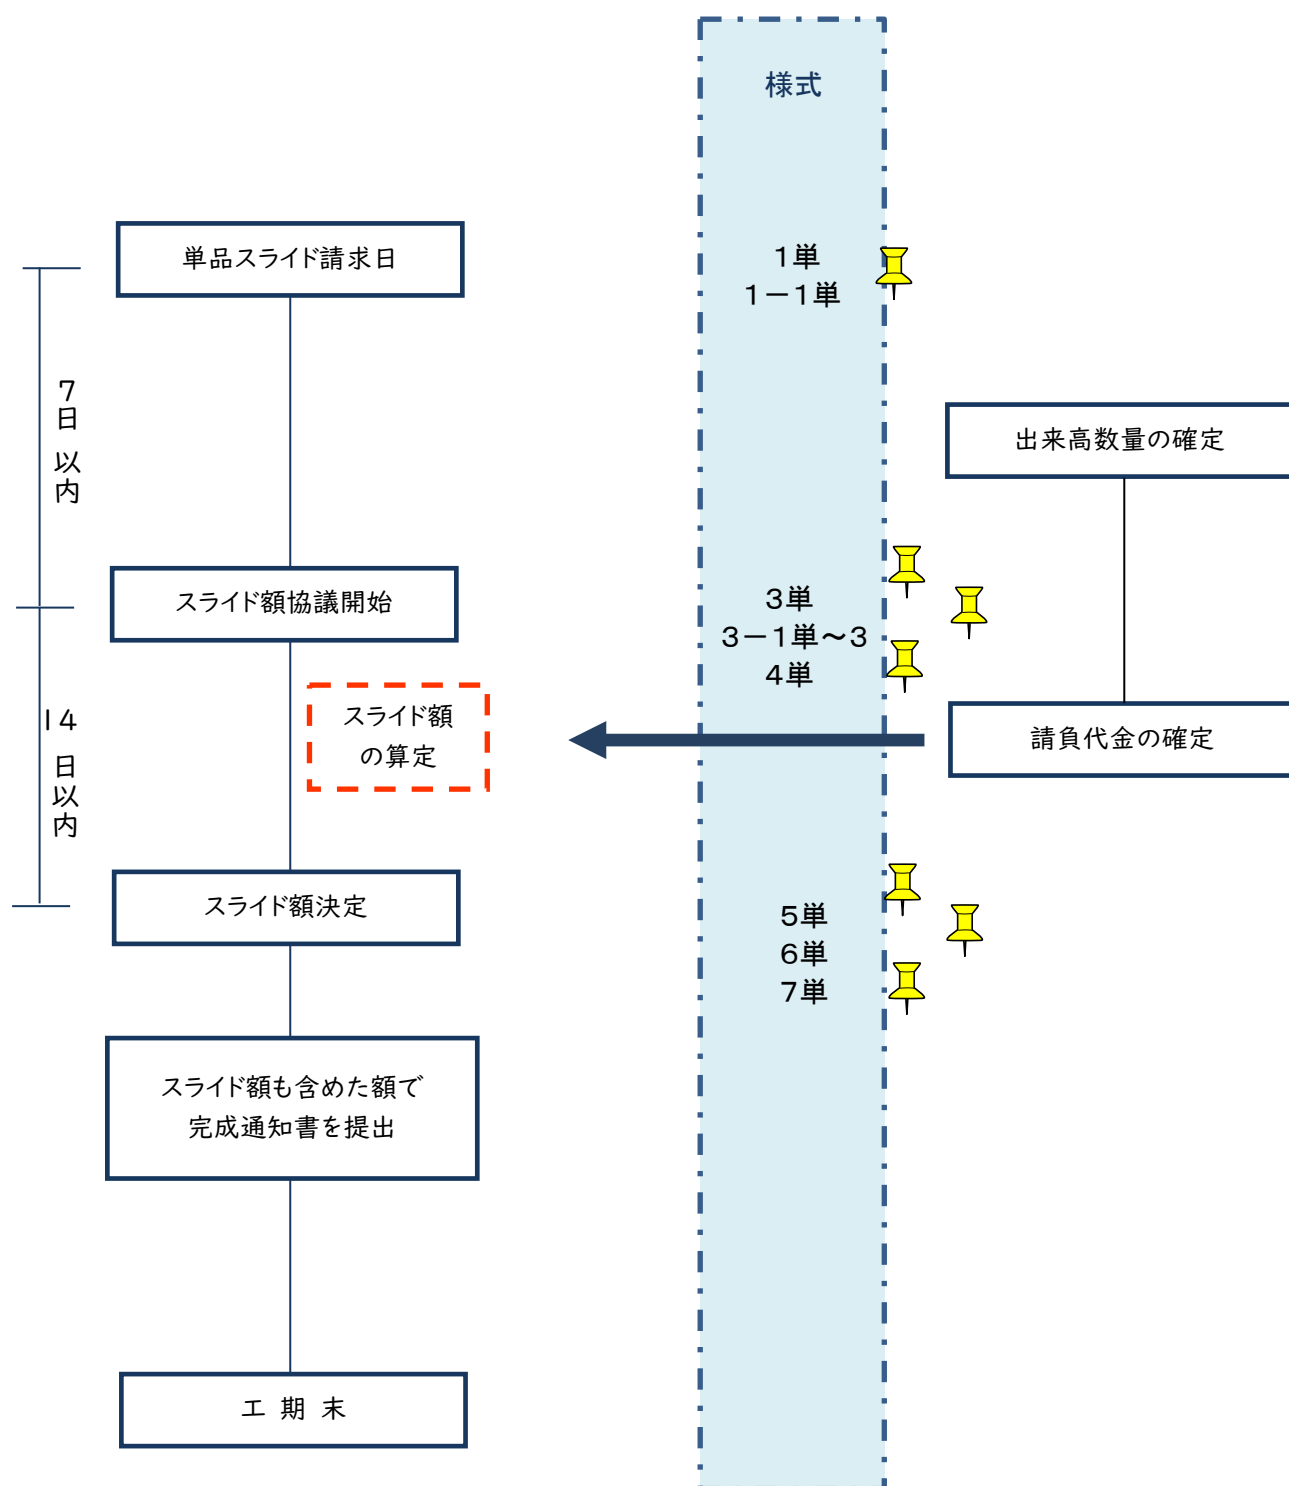 様式
単品スライド請求日
1単
1－1単
7日 以内
出来高数量の確定
スライド額協議開始
3単
3－1単～3
4単
スライド額
の算定
請負代金の確定
14 日以内
スライド額決定
5単
6単
7単
スライド額も含めた額で
完成通知書を提出
工 期 末